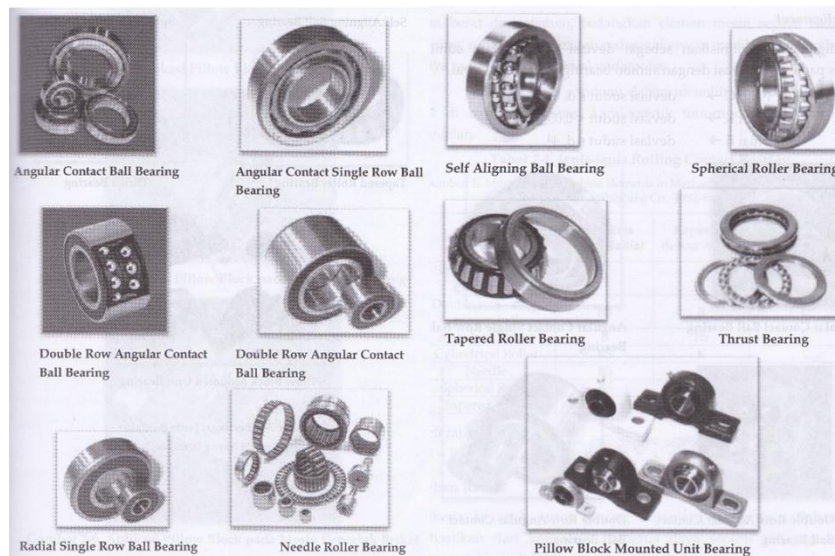 Angular Contact Ball Bearing
Angular Contact Single Row Ball
Bearing
Self Aligning Ball Bearing
Spherical Roller Bearing
Double Row Angular Contact
Ball Bearing
Double Row Angular Contact
Ball Bearing
Tapered Roller Bearing
Thrust Bearing
Radial Single Row Ball Bearing
Needle Roller Bearing
Pillow Block Mounted Unit Bearing